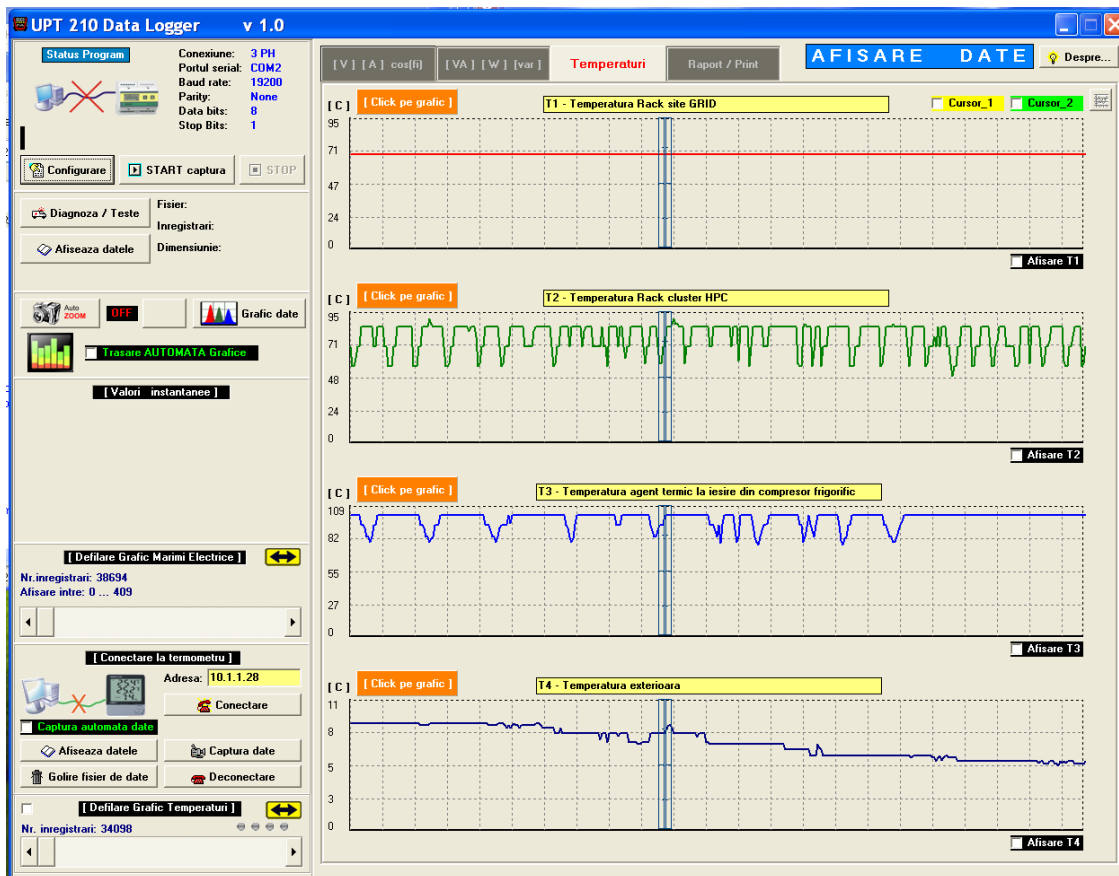 UPT 210 Data Logger v 1.0
Status Program
Conexiune: 3 PH
Portul serial: COM2
Baud rate: 19200
Parity: None
Data bits: 8
Stop Bits: 1
Configurare
START captura
STOP
Diagnoza / Teste
Fisier:
Inregistrari:
Afiseaza datele
Dimensiunie:
Auto ZOOM
OFF
Grafic date
Trasare AUTOMATA Grafice
[ Valori instantanee ]
[ Defilare Grafic Marimi Electrice ]
Nr.inregistrari: 38694
Afisare intre: 0 ... 409
[ Conectare la termometru ]
Adresa: 10.1.1.28
Conectare
Captura automata date
Afiseaza datele
Captura date
Golire fisier de date
Deconectare
[ Defilare Grafic Temperaturi ]
Nr. inregistrari: 34098
[ V ] [ A ] cos(fi)
[ VA ] [ W ] [var ]
Temperaturi
Raport / Print
AFISARE DATE
Despre...
[ C ]
[ Click pe grafic ]
T1 - Temperatura Rack site GRID
Cursor_1
Cursor_2
95
71
47
24
0
Afisare T1
[ C ]
[ Click pe grafic ]
T2 - Temperatura Rack cluster HPC
95
71
48
24
0
Afisare T2
[ C ]
[ Click pe grafic ]
T3 - Temperatura agent termic la iesire din compresor frigorific
109
82
55
27
0
Afisare T3
[ C ]
[ Click pe grafic ]
T4 - Temperatura exterioara
11
8
5
3
0
Afisare T4